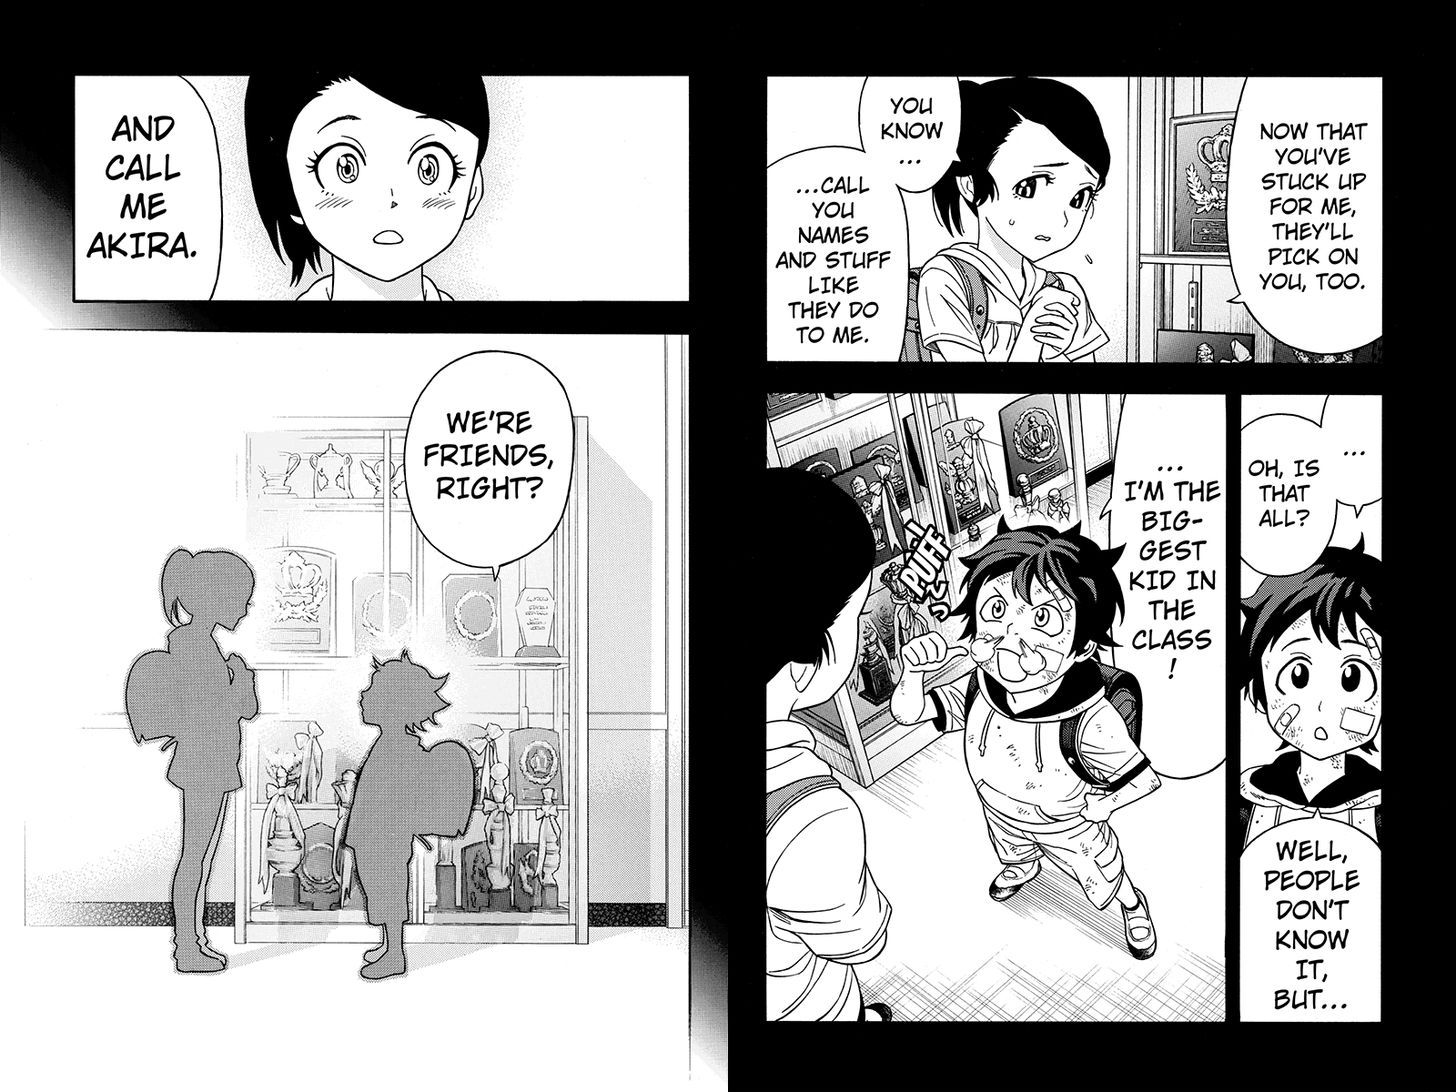 NOW THAT
YOU'VE
STUCK UP
FOR ME,
THEY'LL
PICK ON
YOU, TOO.
YOU
KNOW
...
...CALL
YOU
NAMES
AND STUFF
LIKE
THEY DO
TO ME.
...
OH, IS
THAT
ALL?
WELL,
PEOPLE
DON'T
KNOW
IT,
BUT...
...
I'M THE
BIG-
GEST
KID IN
THE
CLASS
!
PUFF
AND
CALL
ME
AKIRA.
WE'RE
FRIENDS,
RIGHT?